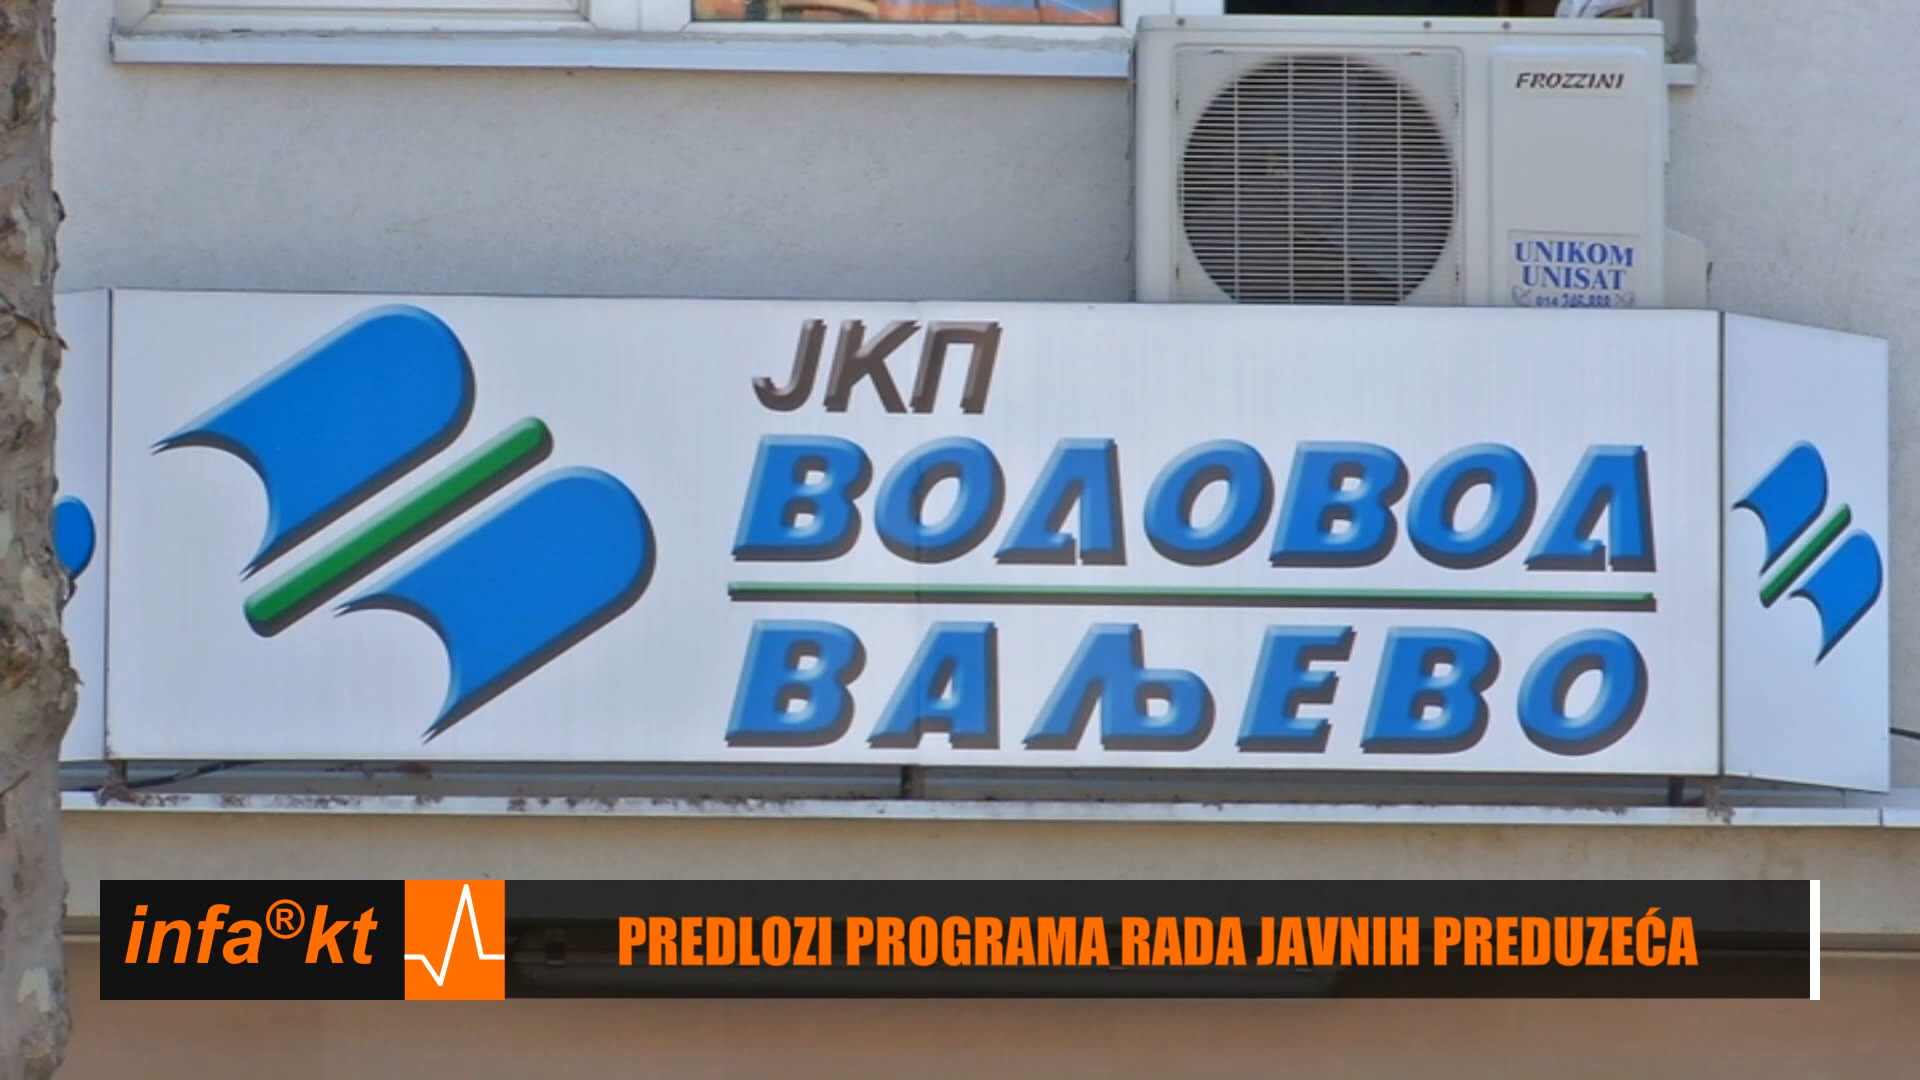 FROZZINI
UNIKOM
UNISAT
ЈКП
ВОДОВОД
ВАЉЕВО
infa®kt
PREDLOZI PROGRAMA RADA JAVNIH PREDUZEĆA